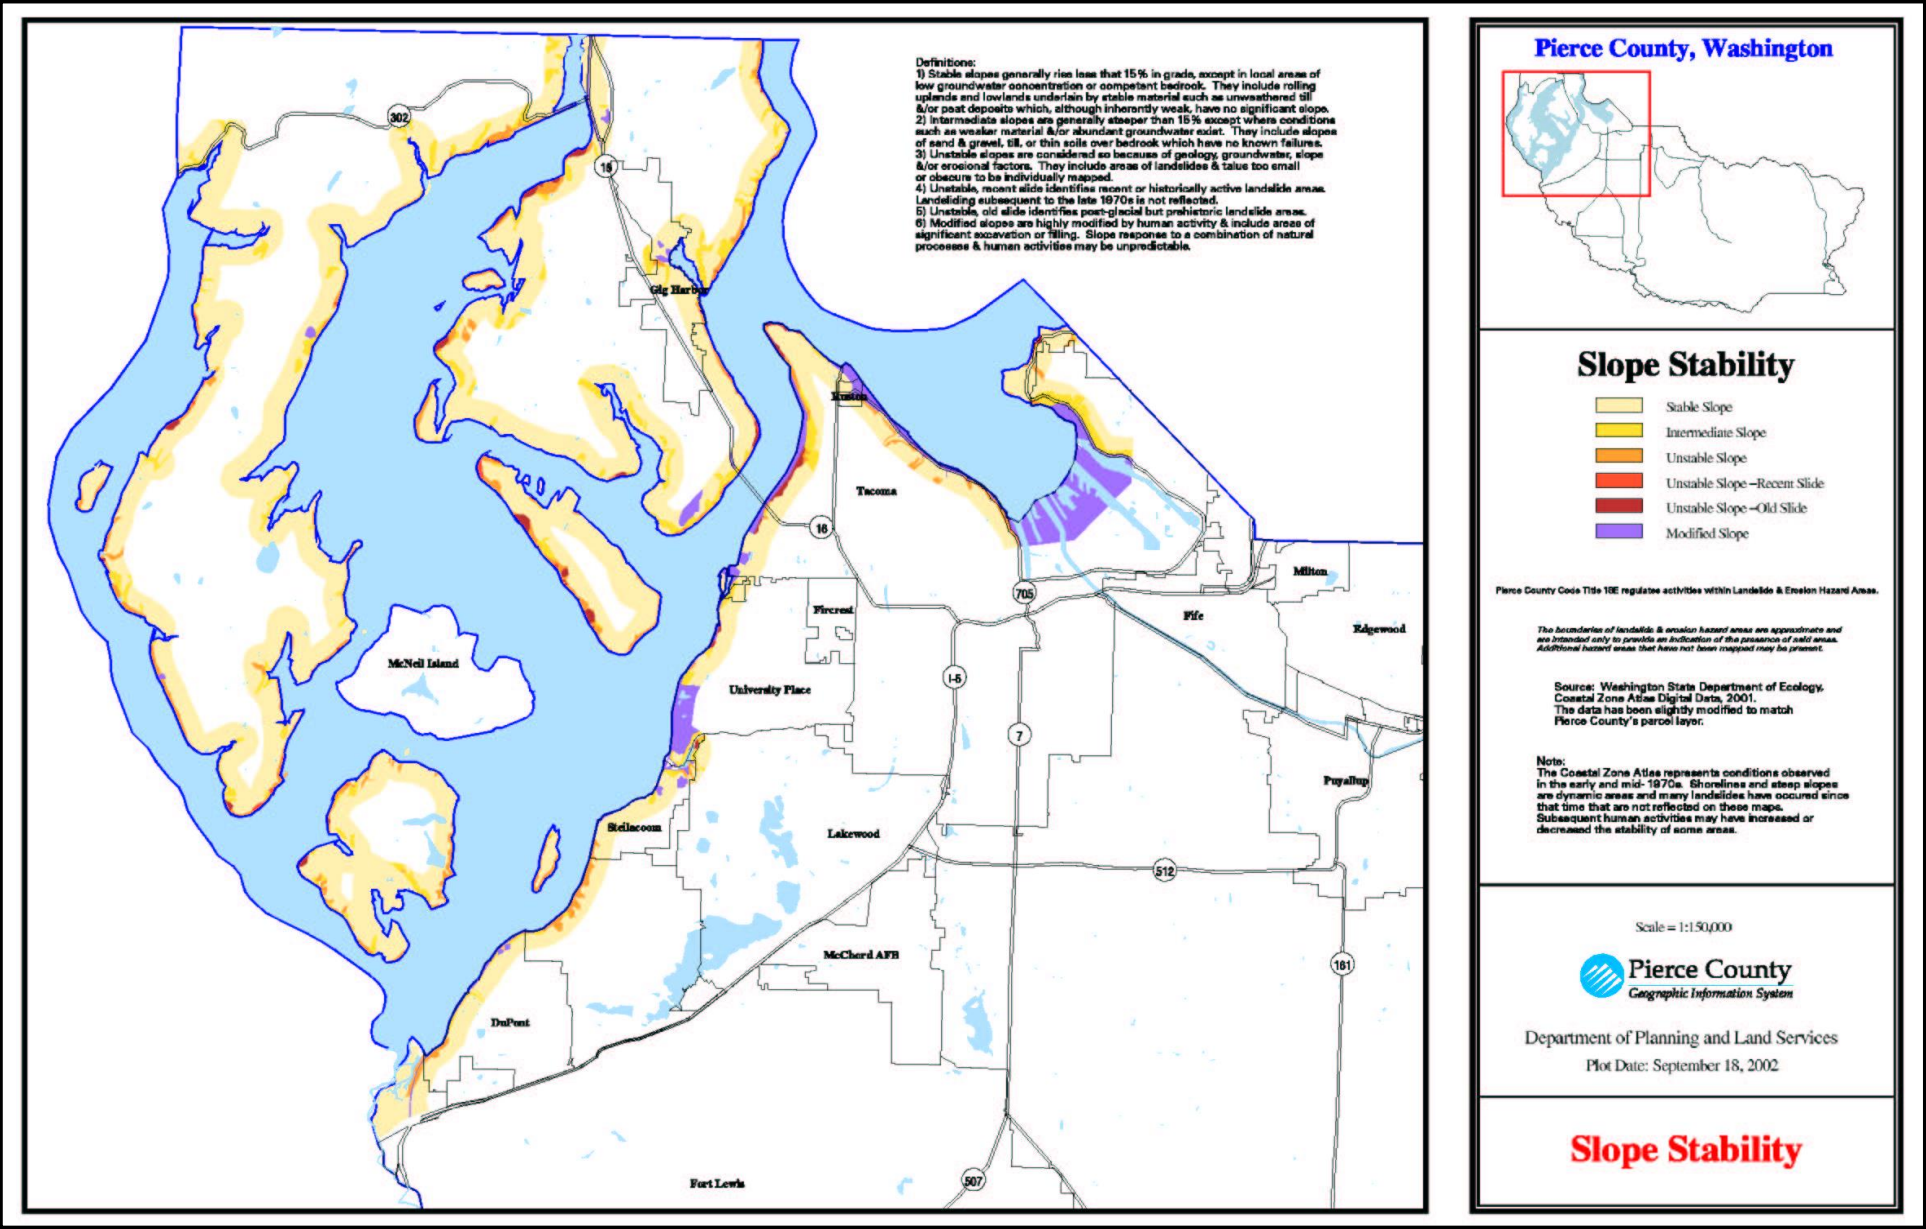 Definitions:
1) Stable slopes generally rise less that 15% in grade, except in local areas of
low groundwater concentration or competent bedrock. They include rolling
uplands and lowlands underlain by stable material such as unweathered till
&/or peat deposits which, although inherently weak, have no significant slope.
2) Intermediate slopes are generally steeper than 15% except where conditions
such as weaker material &/or abundant groundwater exist. They include slopes
of sand & gravel, till, or thin soils over bedrock which have no known failures.
3) Unstable slopes are considered so because of geology, groundwater, slope
&/or erosional factors. They include areas of landslides & talus too small
or obscure to be individually mapped.
4) Unstable, recent slide identifies recent or historically active landslide areas.
Landsliding subsequent to the late 1970s is not reflected.
5) Unstable, old slide identifies post-glacial but prehistoric landslide areas.
6) Modified slopes are highly modified by human activity & include areas of
significant excavation or filling. Slope response to a combination of natural
processes & human activities may be unpredictable.
302
16
Gig Harbor
Ruston
Tacoma
16
705
Milton
Fife
Edgewood
Fircrest
McNeil Island
University Place
I-5
7
Puyallup
Steilacoom
Lakewood
512
McChord AFB
161
DuPont
Fort Lewis
507
Pierce County, Washington
Slope Stability
Stable Slope
Intermediate Slope
Unstable Slope
Unstable Slope –Recent Slide
Unstable Slope –Old Slide
Modified Slope
Pierce County Code Title 18E regulates activities within Landslide & Erosion Hazard Areas.
The boundaries of landslide & erosion hazard areas are approximate and
are intended only to provide an indication of the presence of said areas.
Additional hazard areas that have not been mapped may be present.
Source: Washington State Department of Ecology,
Coastal Zone Atlas Digital Data, 2001.
The data has been slightly modified to match
Pierce County's parcel layer.
Note:
The Coastal Zone Atlas represents conditions observed
in the early and mid- 1970s. Shorelines and steep slopes
are dynamic areas and many landslides have occured since
that time that are not reflected on these maps.
Subsequent human activities may have increased or
decreased the stability of some areas.
Scale = 1:150,000
Pierce County
Geographic Information System
Department of Planning and Land Services
Plot Date: September 18, 2002
Slope Stability